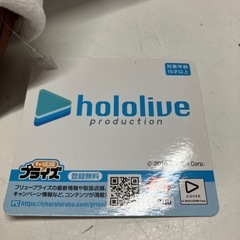 対象年齢
15才以上
hololive
production
© 2016 COVER Corp.
プライズ
登録無料
フリュープライズの最新情報や取扱店舗、
キャンペーン情報など、コンテンツが満載!
PC https://charahiroba.com/
COVER